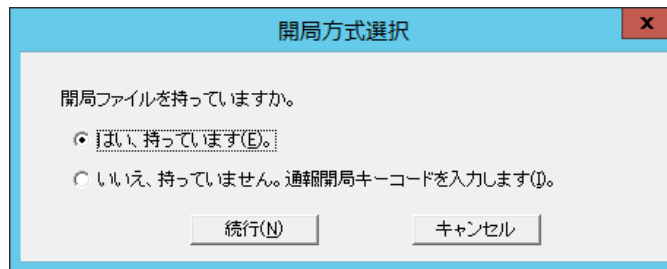 開局方式選択
x
開局ファイルを持っていますか。
はい、持っています(E)。
いいえ、持っていません。通報開局キーコードを入力します(I)。
続行(N) キャンセル